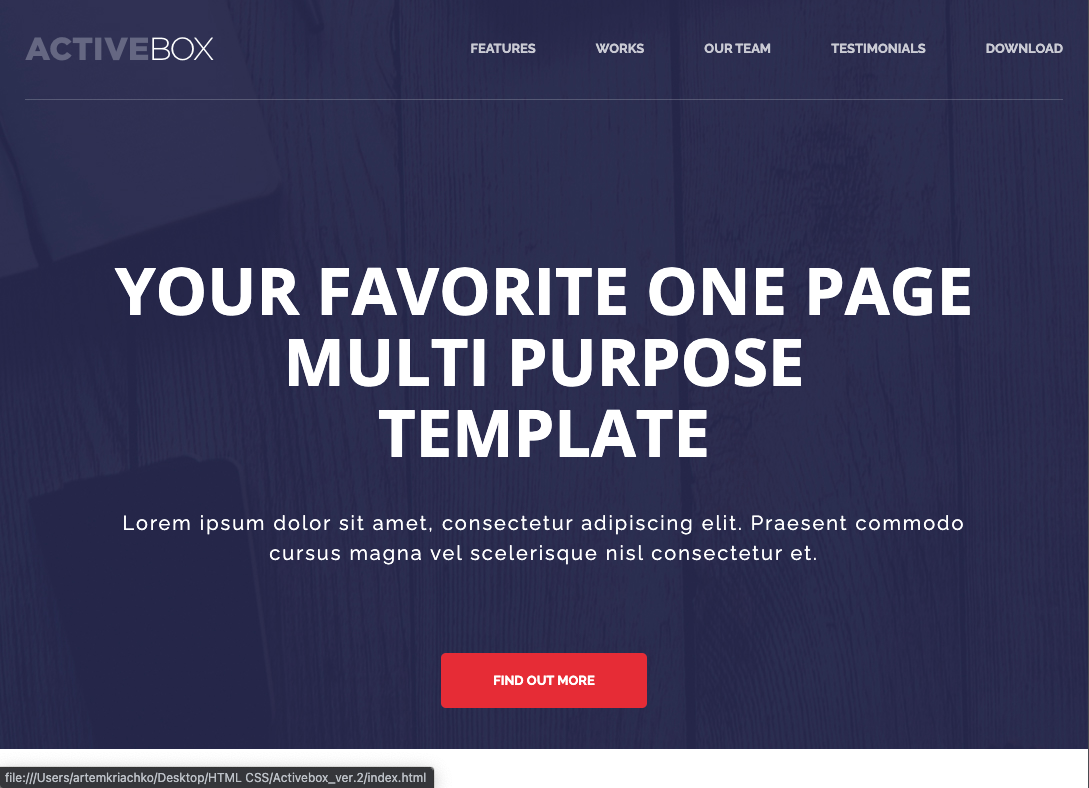 ACTIVEBOX
FEATURES WORKS OUR TEAM TESTIMONIALS DOWNLOAD
YOUR FAVORITE ONE PAGE
MULTI PURPOSE
TEMPLATE
Lorem ipsum dolor sit amet, consectetur adipiscing elit. Praesent commodo
cursus magna vel scelerisque nisl consectetur et.
FIND OUT MORE
file:///Users/artemkriachko/Desktop/HTML CSS/Activebox_ver.2/index.html